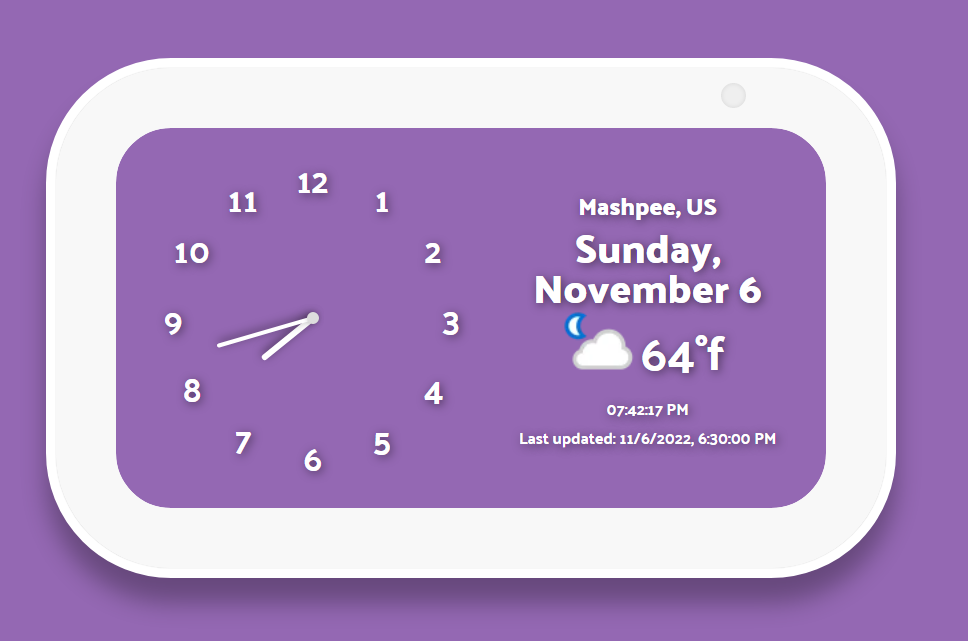 12
11
1
10
2
9
3
8
4
7
5
6
Mashpee, US
Sunday,
November 6
64°f
07:42:17 PM
Last updated: 11/6/2022, 6:30:00 PM